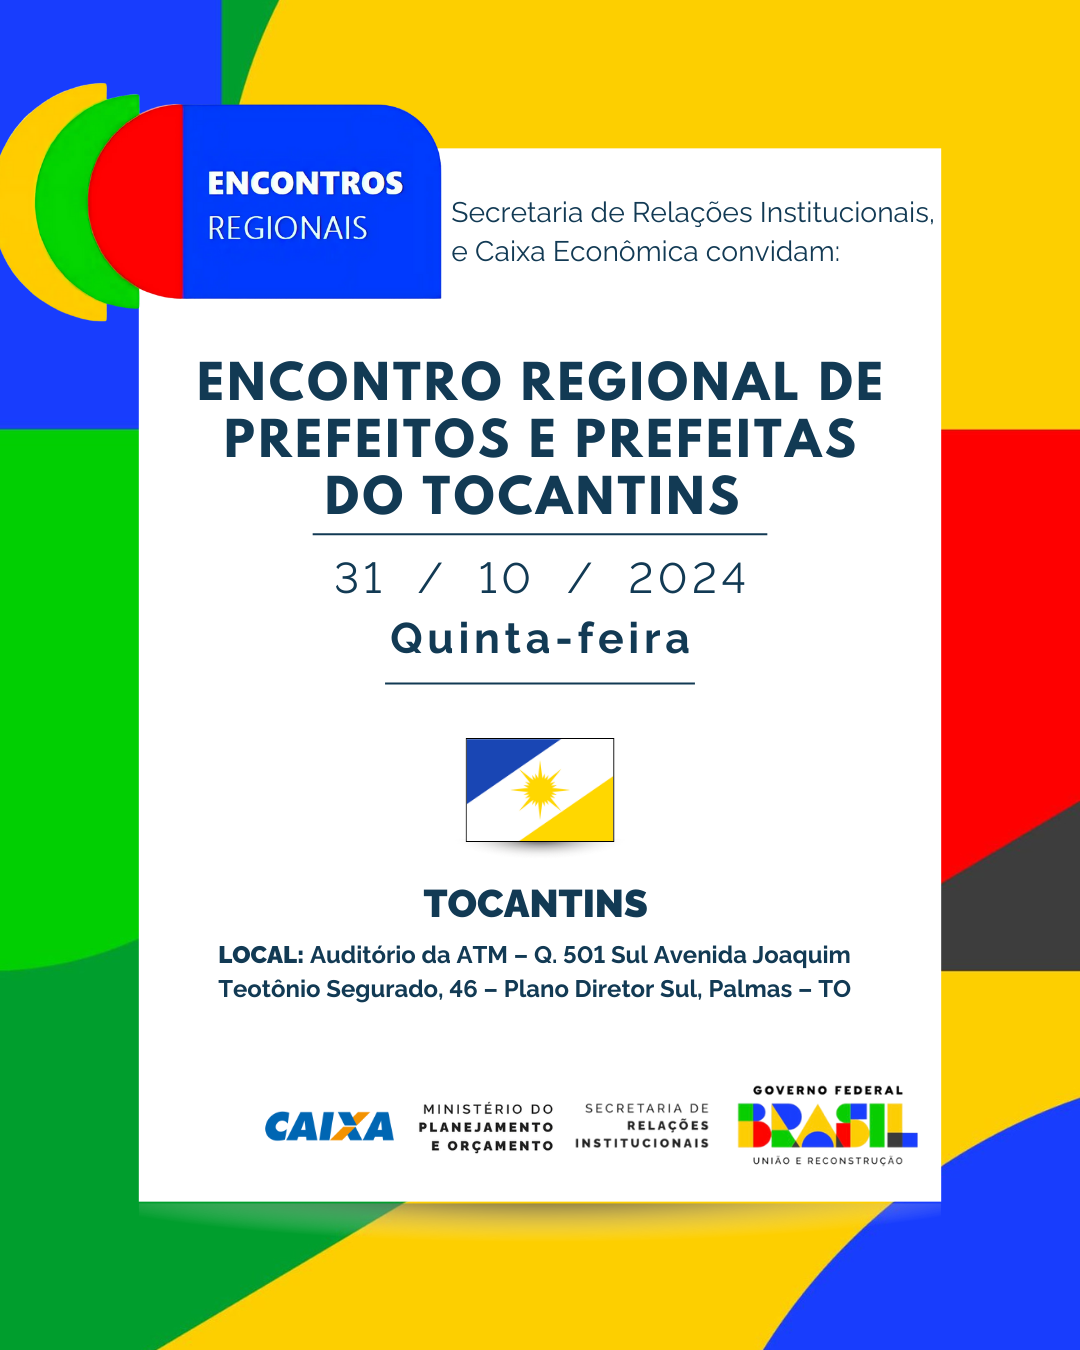 ENCONTROS
REGIONAIS
Secretaria de Relações Institucionais,
e Caixa Econômica convidam:
ENCONTRO REGIONAL DE
PREFEITOS E PREFEITAS
DO TOCANTINS
31 / 10 / 2024
Quinta-feira
TOCANTINS
LOCAL: Auditório da ATM – Q. 501 Sul Avenida Joaquim
Teotônio Segurado, 46 – Plano Diretor Sul, Palmas – TO
CAIXA
MINISTÉRIO DO
PLANEJAMENTO
E ORÇAMENTO
SECRETARIA DE
RELAÇÕES
INSTITUCIONAIS
GOVERNO FEDERAL
BRASIL
UNIÃO E RECONSTRUÇÃO